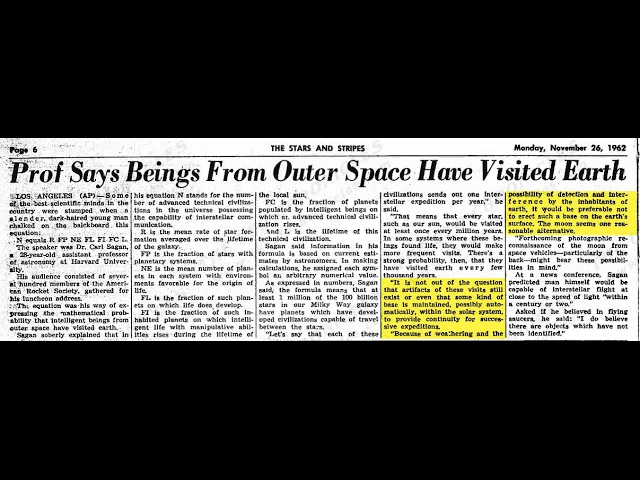 Page 6
THE STARS AND STRIPES
Monday, November 26, 1962
Prof Says Beings From Outer Space Have Visited Earth
LOS ANGELES (AP)—Some
of the best scientific minds in the
country were stumped when a
slender, dark-haired young man
chalked on the backboard this
equation:
N equals R FP NE FL FI FC L.
The speaker was Dr. Carl Sagan,
a 28-year-old assistant professor
of astronomy at Harvard Univer-
sity.
His audience consisted of sever-
al hundred members of the Ameri-
can Rocket Society, gathered for
his luncheon address.
The equation was his way of ex-
pressing the mathematical prob-
ability that intelligent beings from
outer space have visited earth.
Sagan soberly explained that in
his equation N stands for the num-
ber of advanced technical civiliza-
tions in the universe possessing
the capability of interstellar com-
munication.
R is the mean rate of star for-
mation averaged over the lifetime
of the galaxy.
FP is the fraction of stars with
planetary systems.
NE is the mean number of plan-
ets in each system with environ-
ments favorable for the origin of
life.
FL is the fraction of such plan-
ets on which life does develop.
FI is the fraction of such in-
habited planets on which intelli-
gent life with manipulative abil-
ities rises during the lifetime of
the local sun,
FC is the fraction of planets
populated by intelligent beings on
which an advanced technical civili-
zation rises.
And L is the lifetime of this
technical civilization.
Sagan said information in his
formula is based on current esti-
mates by astronomers. In making
calculations, he assigned each sym-
bol an arithmetical value.
As expressed in numbers, Sagan
said, the formula means that at
least 1 million of the 100 billion
stars in our Milky Way galaxy
have planets which have devel-
oped civilizations capable of travel
between the stars.
"Let's say that each of these
civilizations sends out one inter-
stellar expedition per year," he
said.
"That means that every star,
such as our sun, would be visited
at least once every million years.
In some systems where these be-
ings found life, they would make
more frequent visits. There's a
strong probability, then, that they
have visited earth every few
thousand years.
"It is not out of the question
that artifacts of these visits still
exist or even that some kind of
base is maintained, possibly auto-
matically, within the solar system,
to provide continuity for succes-
sive expeditions.
"Because of weathering and the
possibility of detection and inter-
ference by the inhabitants of
earth, it would be preferable not
to erect such a base on the earth's
surface. The moon seems one rea-
sonable alternative.
"Forthcoming photographic re-
connaissance of the moon from
space vehicles—particularly of the
back—might bear these possibil-
ities in mind."
At a news conference, Sagan
predicted man himself would be
capable of interstellar flight at
close to the speed of light "within
a century."
Asked if he believed in flying
saucers, he said: "I do believe
there are objects which have not
been identified."